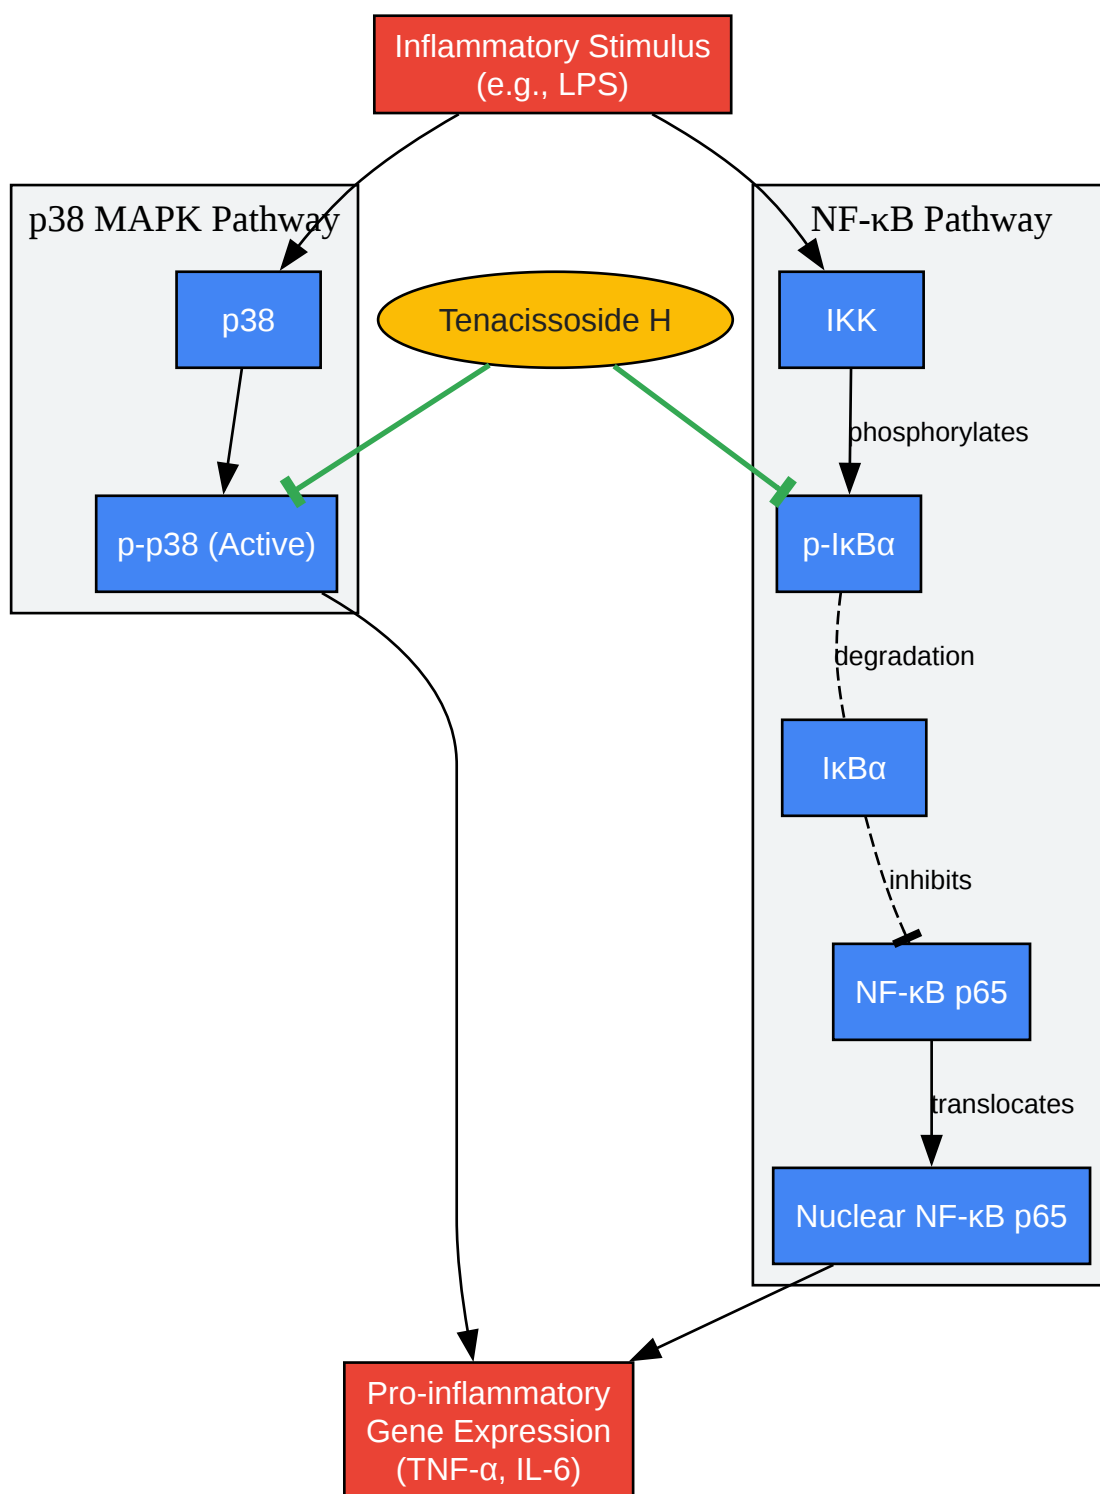 Inflammatory Stimulus
(e.g., LPS)
p38 MAPK Pathway
NF-κB Pathway
p38
Tenacissoside H
IKK
phosphorylates
p-p38 (Active)
p-IκBα
degradation
IκBα
inhibits
NF-κB p65
translocates
Nuclear NF-κB p65
Pro-inflammatory
Gene Expression
(TNF-α, IL-6)